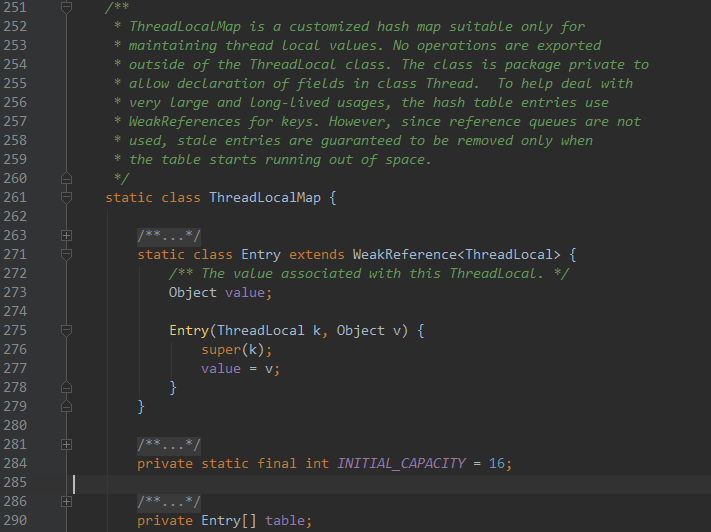 251 /**
252 * ThreadLocalMap is a customized hash map suitable only for
253 * maintaining thread local values. No operations are exported
254 * outside of the ThreadLocal class. The class is package private to
255 * allow declaration of fields in class Thread.  To help deal with
256 * very large and long-lived usages, the hash table entries use
257 * WeakReferences for keys. However, since reference queues are not
258 * used, stale entries are guaranteed to be removed only when
259 * the table starts running out of space.
260 */
261 static class ThreadLocalMap {
262
263 /**...*/
271 static class Entry extends WeakReference<ThreadLocal> {
272 /** The value associated with this ThreadLocal. */
273 Object value;
274
275 Entry(ThreadLocal k, Object v) {
276 super(k);
277 value = v;
278 }
279 }
280
281 /**...*/
284 private static final int INITIAL_CAPACITY = 16;
285
286 /**...*/
290 private Entry[] table;